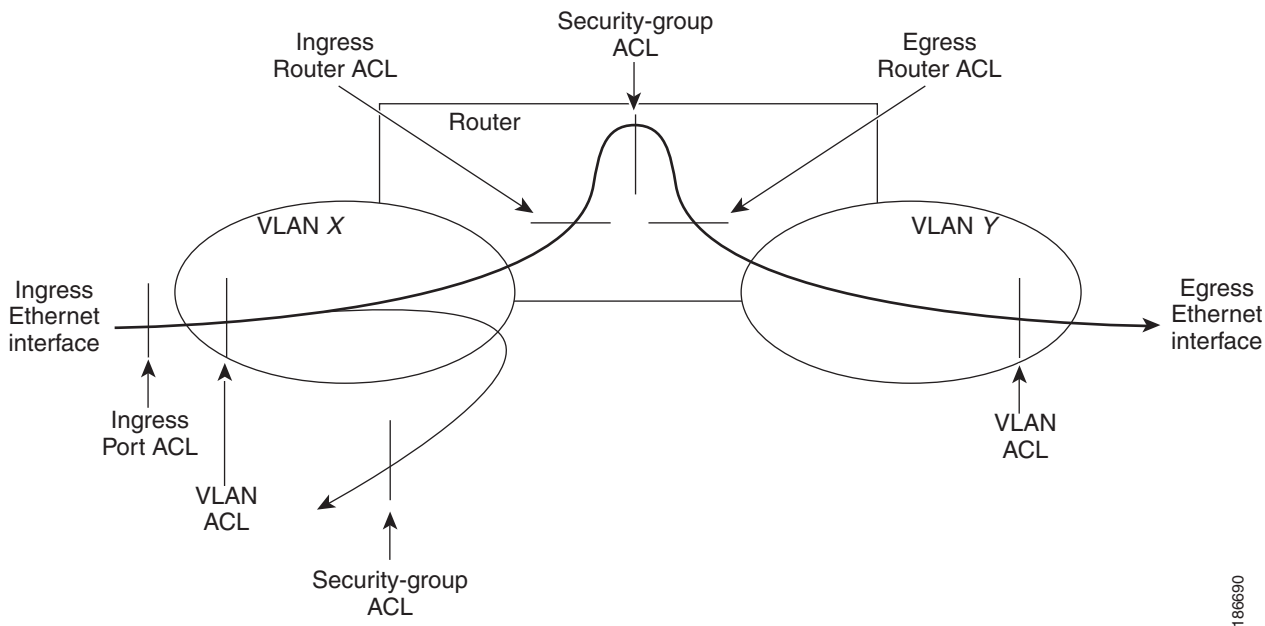 Security-group
ACL
Ingress
Router ACL
Egress
Router ACL
Router
VLAN X
VLAN Y
Ingress
Ethernet
interface
Egress
Ethernet
interface
Ingress
Port ACL
VLAN
ACL
VLAN
ACL
Security-group
ACL
186690